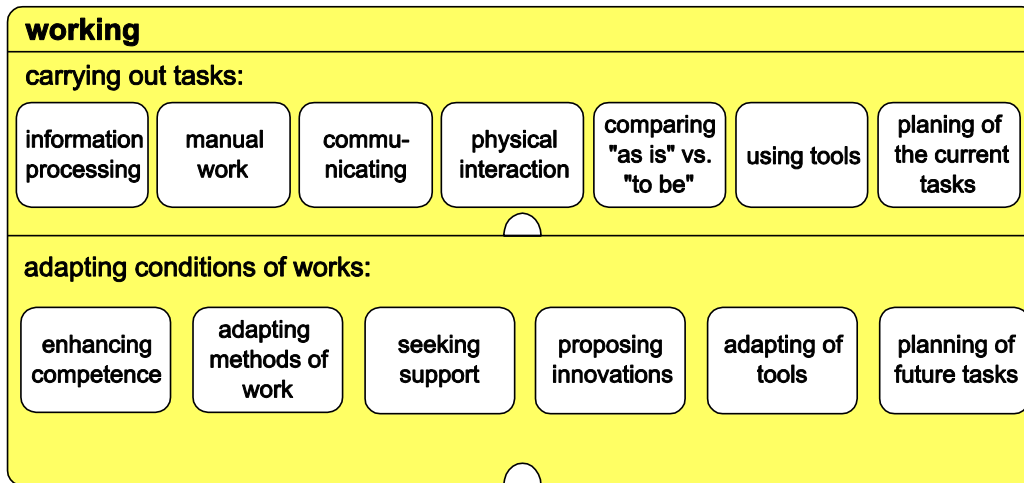 working
carrying out tasks:
information
processing
manual
work
commu-
nicating
physical
interaction
comparing
"as is" vs.
"to be"
using tools
planing of
the current
tasks
adapting conditions of works:
enhancing
competence
adapting
methods of
work
seeking
support
proposing
innovations
adapting of
tools
planning of
future tasks